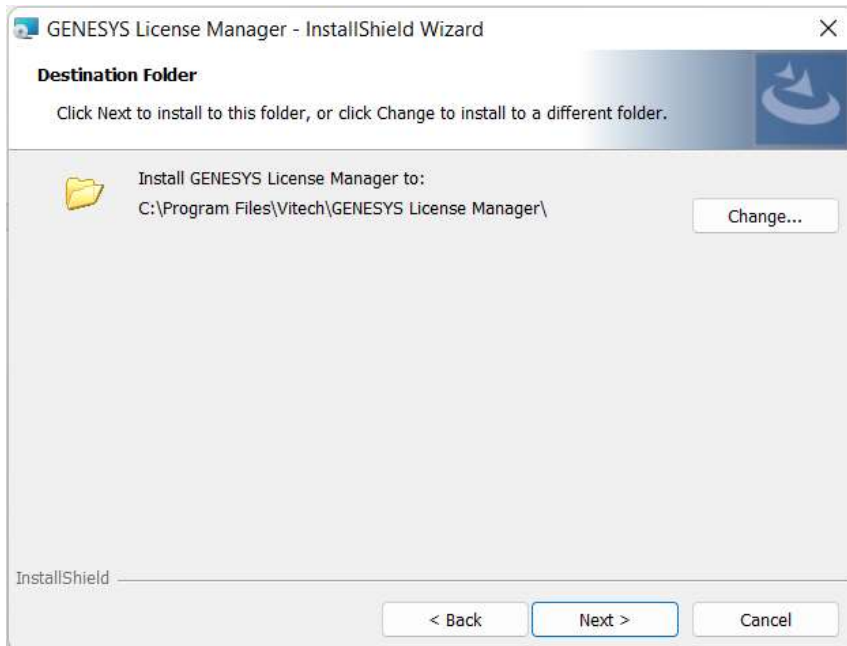 GENESYS License Manager - InstallShield Wizard
Destination Folder
Click Next to install to this folder, or click Change to install to a different folder.
Install GENESYS License Manager to:
C:\Program Files\Vitech\GENESYS License Manager\
Change...
InstallShield
< Back
Next >
Cancel